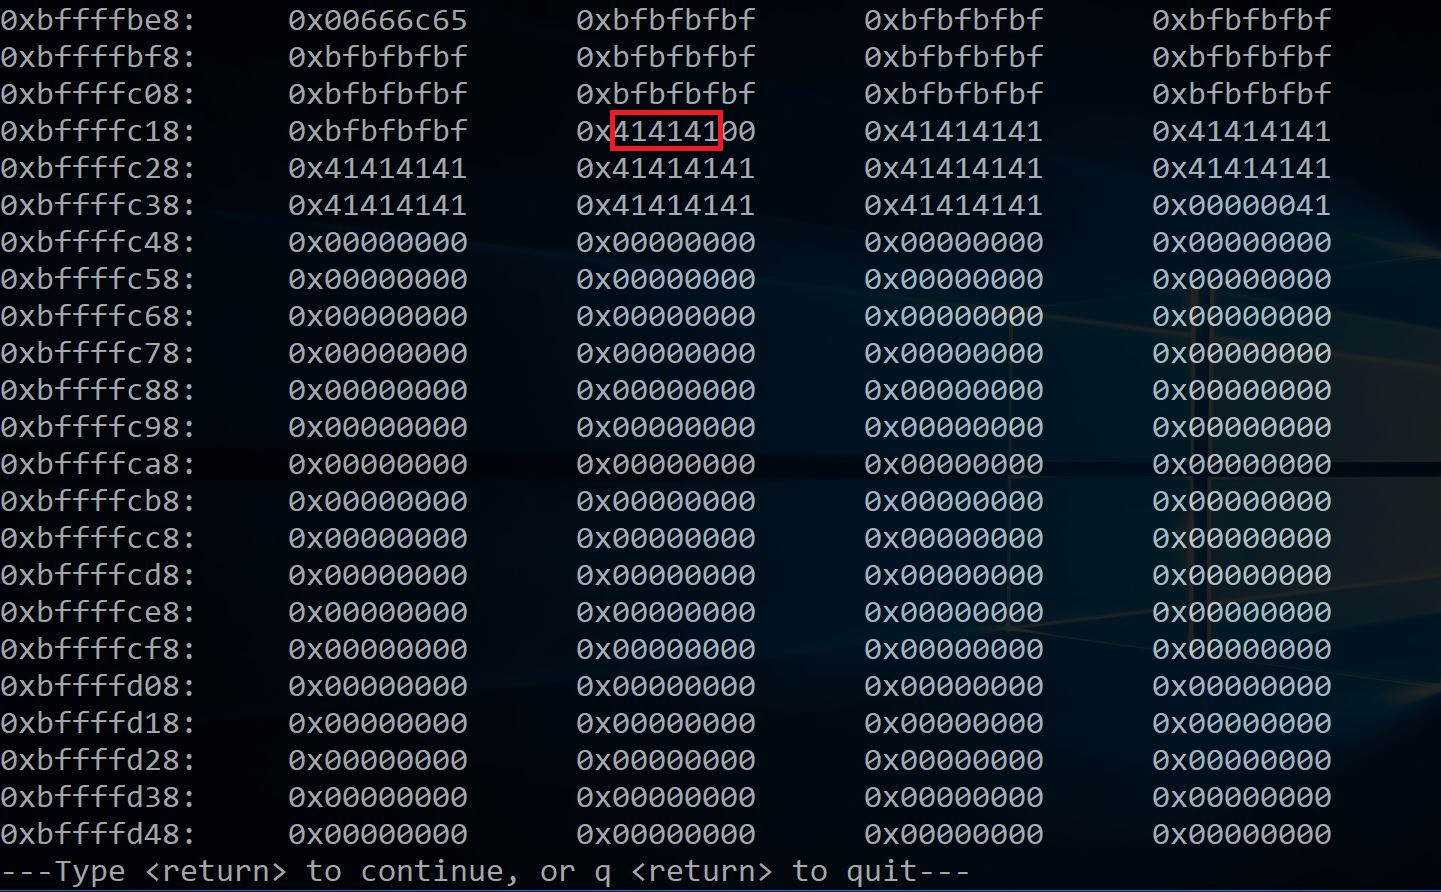 0xbffffbe8: 0x00666c65 0xbfbfbfbf 0xbfbfbfbf 0xbfbfbfbf
0xbffffbf8: 0xbfbfbfbf 0xbfbfbfbf 0xbfbfbfbf 0xbfbfbfbf
0xbffffc08: 0xbfbfbfbf 0xbfbfbfbf 0xbfbfbfbf 0xbfbfbfbf
0xbffffc18: 0xbfbfbfbf 0x41414100 0x41414141 0x41414141
0xbffffc28: 0x41414141 0x41414141 0x41414141 0x41414141
0xbffffc38: 0x41414141 0x41414141 0x41414141 0x00000041
0xbffffc48: 0x00000000 0x00000000 0x00000000 0x00000000
0xbffffc58: 0x00000000 0x00000000 0x00000000 0x00000000
0xbffffc68: 0x00000000 0x00000000 0x00000000 0x00000000
0xbffffc78: 0x00000000 0x00000000 0x00000000 0x00000000
0xbffffc88: 0x00000000 0x00000000 0x00000000 0x00000000
0xbffffc98: 0x00000000 0x00000000 0x00000000 0x00000000
0xbffffca8: 0x00000000 0x00000000 0x00000000 0x00000000
0xbffffcb8: 0x00000000 0x00000000 0x00000000 0x00000000
0xbffffcc8: 0x00000000 0x00000000 0x00000000 0x00000000
0xbffffcd8: 0x00000000 0x00000000 0x00000000 0x00000000
0xbffffce8: 0x00000000 0x00000000 0x00000000 0x00000000
0xbffffcf8: 0x00000000 0x00000000 0x00000000 0x00000000
0xbffffd08: 0x00000000 0x00000000 0x00000000 0x00000000
0xbffffd18: 0x00000000 0x00000000 0x00000000 0x00000000
0xbffffd28: 0x00000000 0x00000000 0x00000000 0x00000000
0xbffffd38: 0x00000000 0x00000000 0x00000000 0x00000000
0xbffffd48: 0x00000000 0x00000000 0x00000000 0x00000000
---Type <return> to continue, or q <return> to quit---